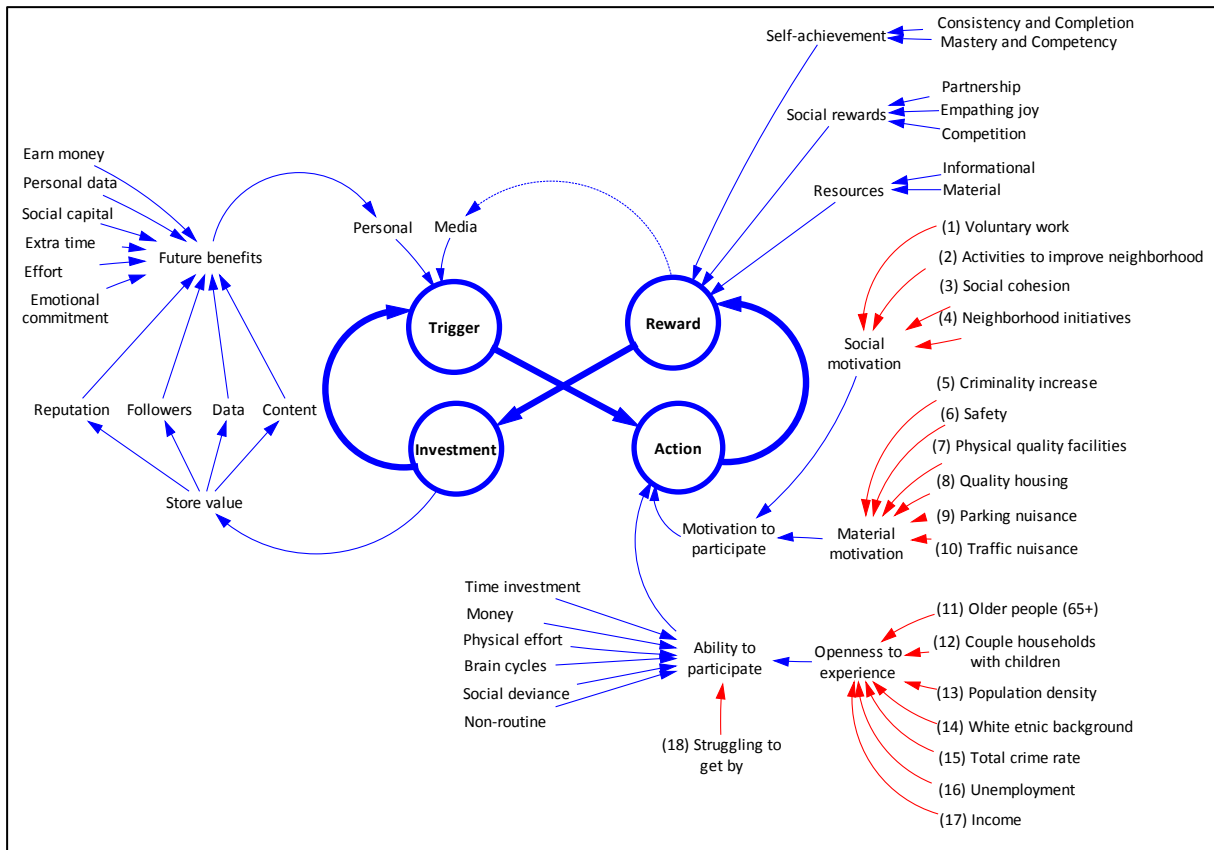 Consistency and Completion
Self-achievement
Mastery and Competency
Partnership
Social rewards
Empathing joy
Competition
Earn money
Personal data
Social capital
Extra time
Effort
Emotional
commitment
Future benefits
Personal
Media
Informational
Resources
Material
(1) Voluntary work
(2) Activities to improve neighborhood
(3) Social cohesion
(4) Neighborhood initiatives
Trigger
Reward
Social
motivation
Reputation
Followers
Data
Content
Investment
Action
(5) Criminality increase
(6) Safety
(7) Physical quality facilities
(8) Quality housing
(9) Parking nuisance
(10) Traffic nuisance
Store value
Motivation to
participate
Material
motivation
Time investment
Money
Physical effort
Brain cycles
Social deviance
Non-routine
Ability to
participate
Openness to
experience
(11) Older people (65+)
(12) Couple households
with children
(13) Population density
(14) White etnic background
(15) Total crime rate
(16) Unemployment
(17) Income
(18) Struggling to
get by